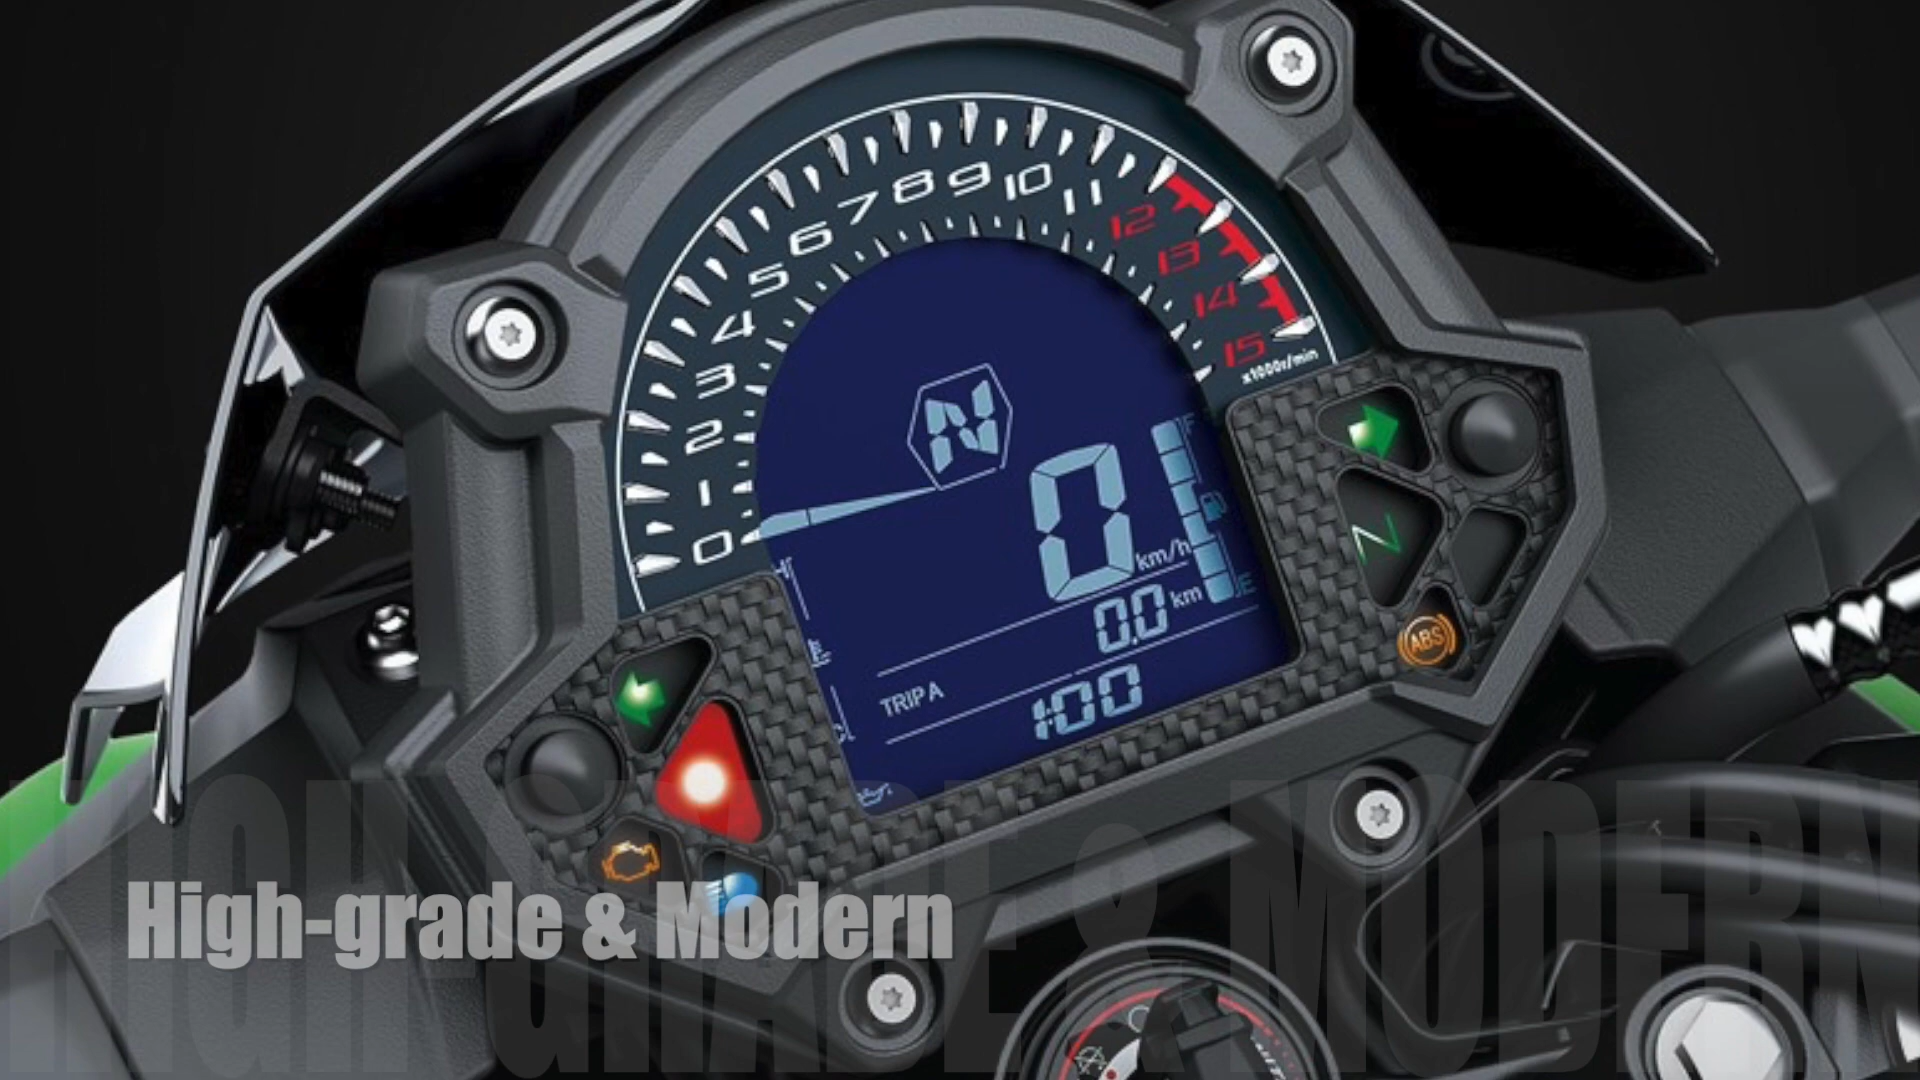 0
1
2
3
4
5
6
7
8
9
10
11
12
13
14
15
x1000r/min
N
0
km/h
F
E
0.0 km
TRIP A
1:00
H
C
N
ABS
HIGH-GRADE & MODERN
High-grade & Modern